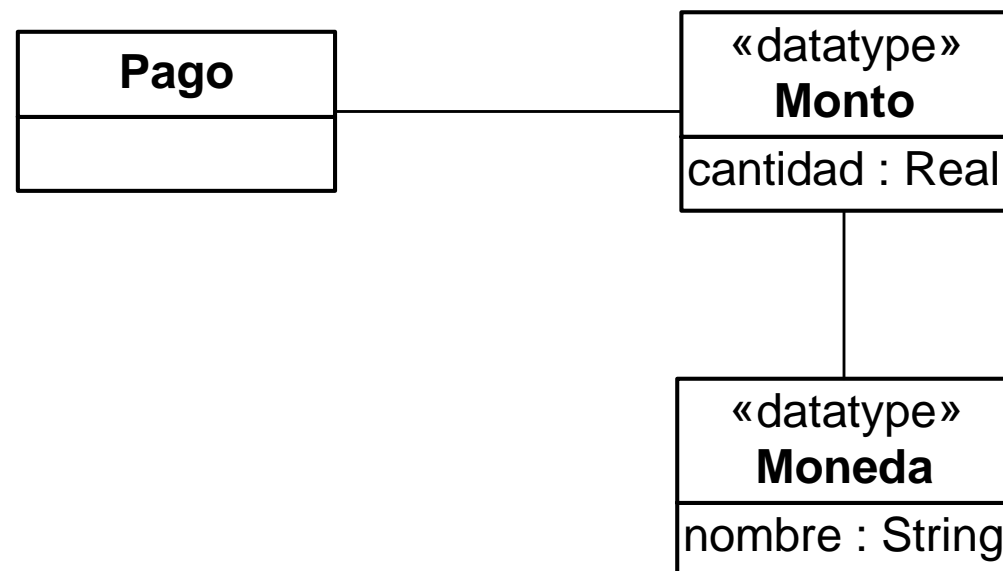 Pago
«datatype»
Monto
cantidad : Real
«datatype»
Moneda
nombre : String